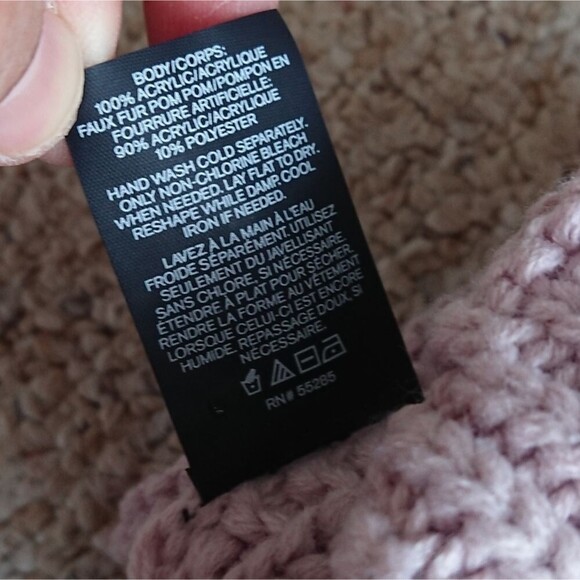 BODY/CORPS:
100% ACRYLIC/ACRYLIQUE
FAUX FUR POM POM/POMPON EN
FOURRURE ARTIFICIELLE:
90% ACRYLIC/ACRYLIQUE
10% POLYESTER
HAND WASH COLD SEPARATELY.
ONLY NON-CHLORINE BLEACH
WHEN NEEDED. LAY FLAT TO DRY.
RESHAPE WHILE DAMP. COOL
IRON IF NEEDED.
LAVEZ À LA MAIN À L'EAU
FROIDE SÉPARÉMENT. UTILISEZ
SEULEMENT DU JAVELLISANT
SANS CHLORE, SI NÉCESSAIRE.
ÉTENDRE À PLAT POUR SÉCHER.
RENDRE LA FORME AU VÊTEMENT
LORSQUE CELUI-CI EST ENCORE
HUMIDE. REPASSAGE DOUX, SI
NÉCESSAIRE.
RN# 55285